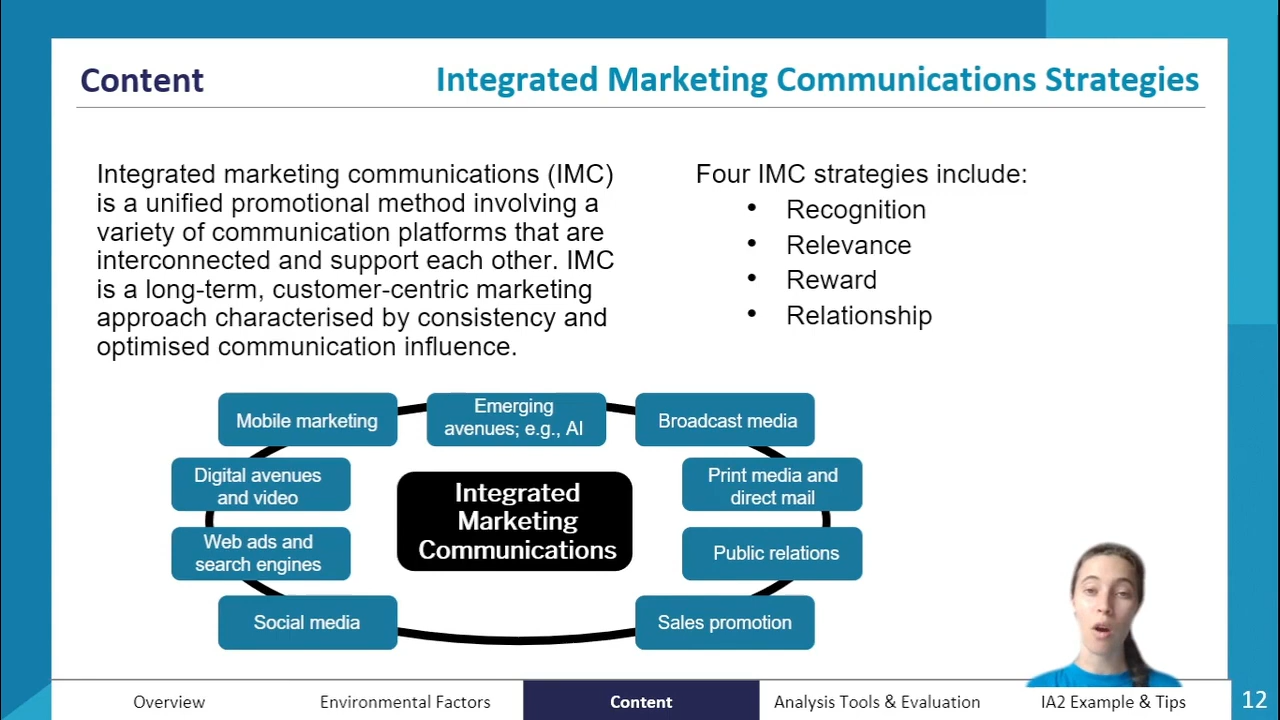 Content
Integrated Marketing Communications Strategies
Integrated marketing communications (IMC)
is a unified promotional method involving a
variety of communication platforms that are
interconnected and support each other. IMC
is a long-term, customer-centric marketing
approach characterised by consistency and
optimised communication influence.
Four IMC strategies include:
• Recognition
• Relevance
• Reward
• Relationship
Mobile marketing
Emerging
avenues; e.g., AI
Broadcast media
Digital avenues
and video
Integrated
Marketing
Communications
Print media and
direct mail
Web ads and
search engines
Public relations
Social media
Sales promotion
Overview
Environmental Factors
Content
Analysis Tools & Evaluation
IA2 Example & Tips
12